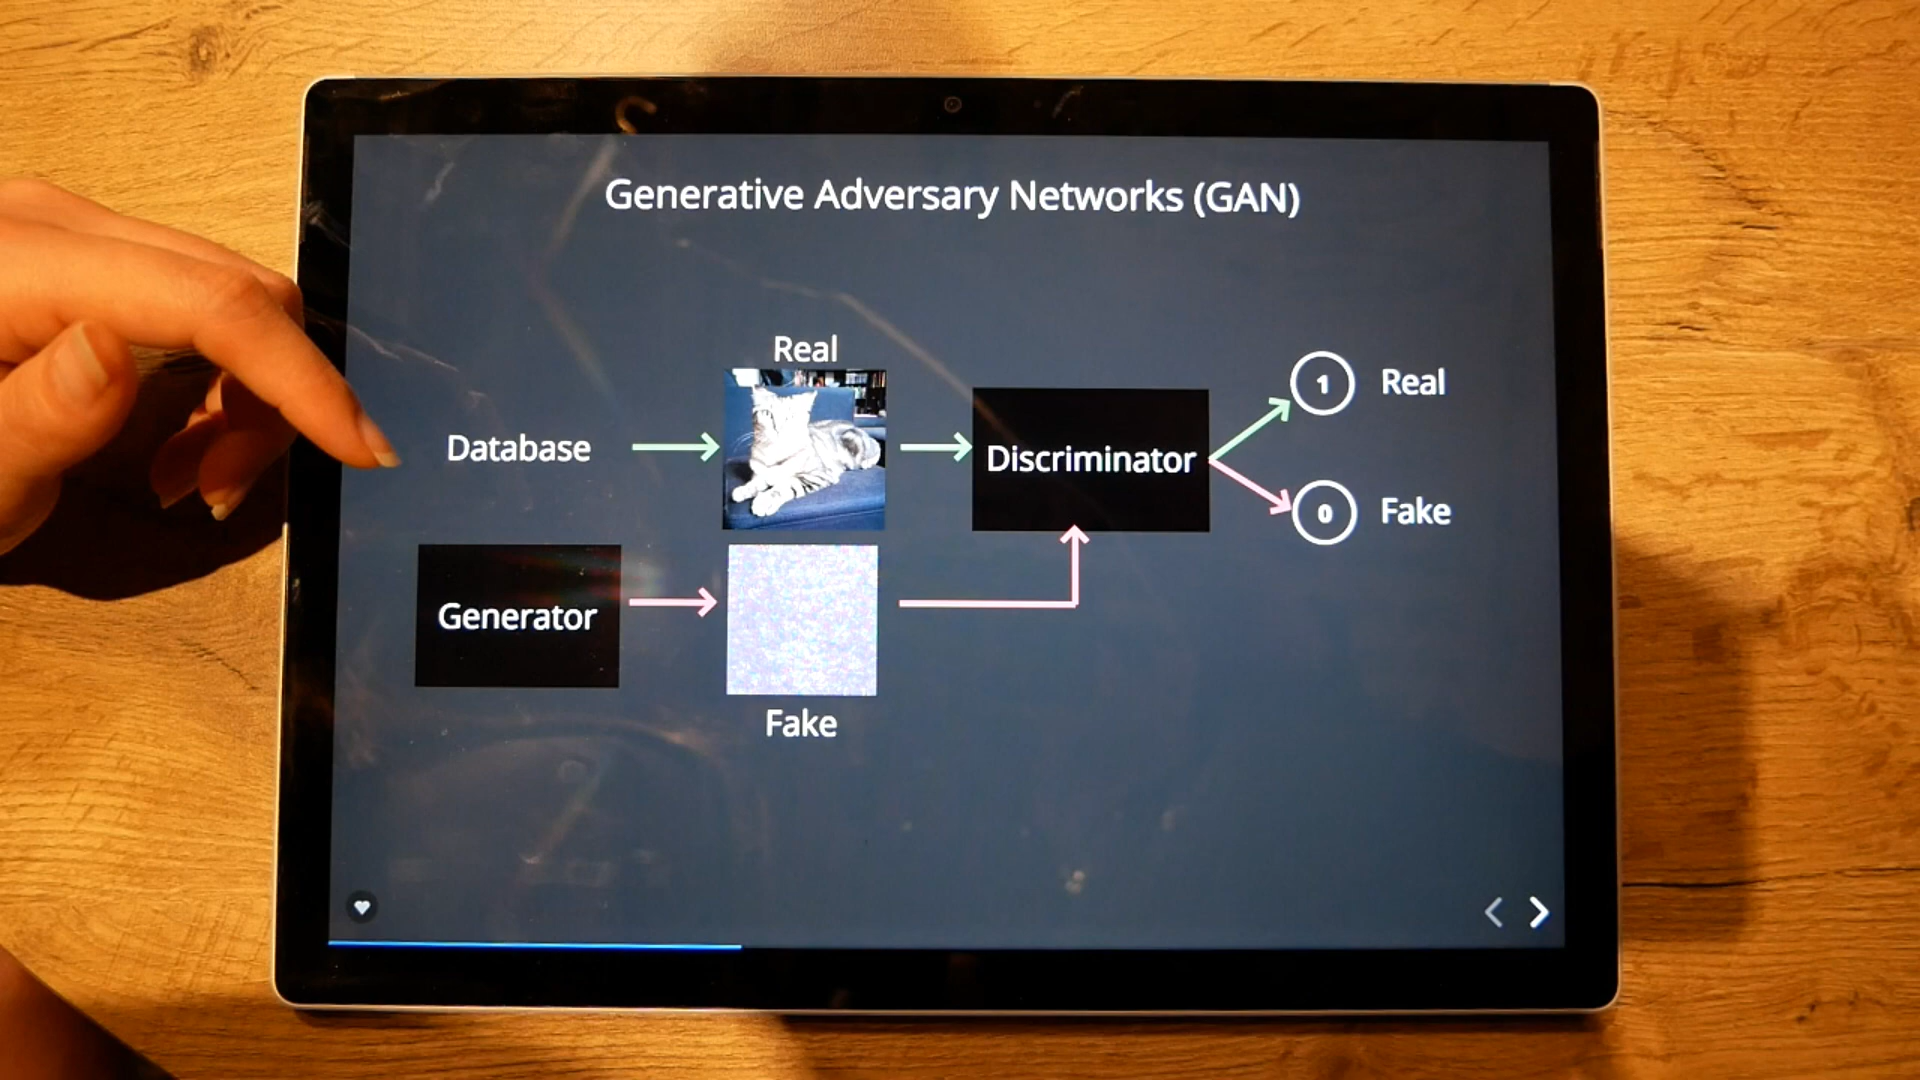 Generative Adversary Networks (GAN)
Real
Database
Discriminator
1 Real
0 Fake
Generator
Fake